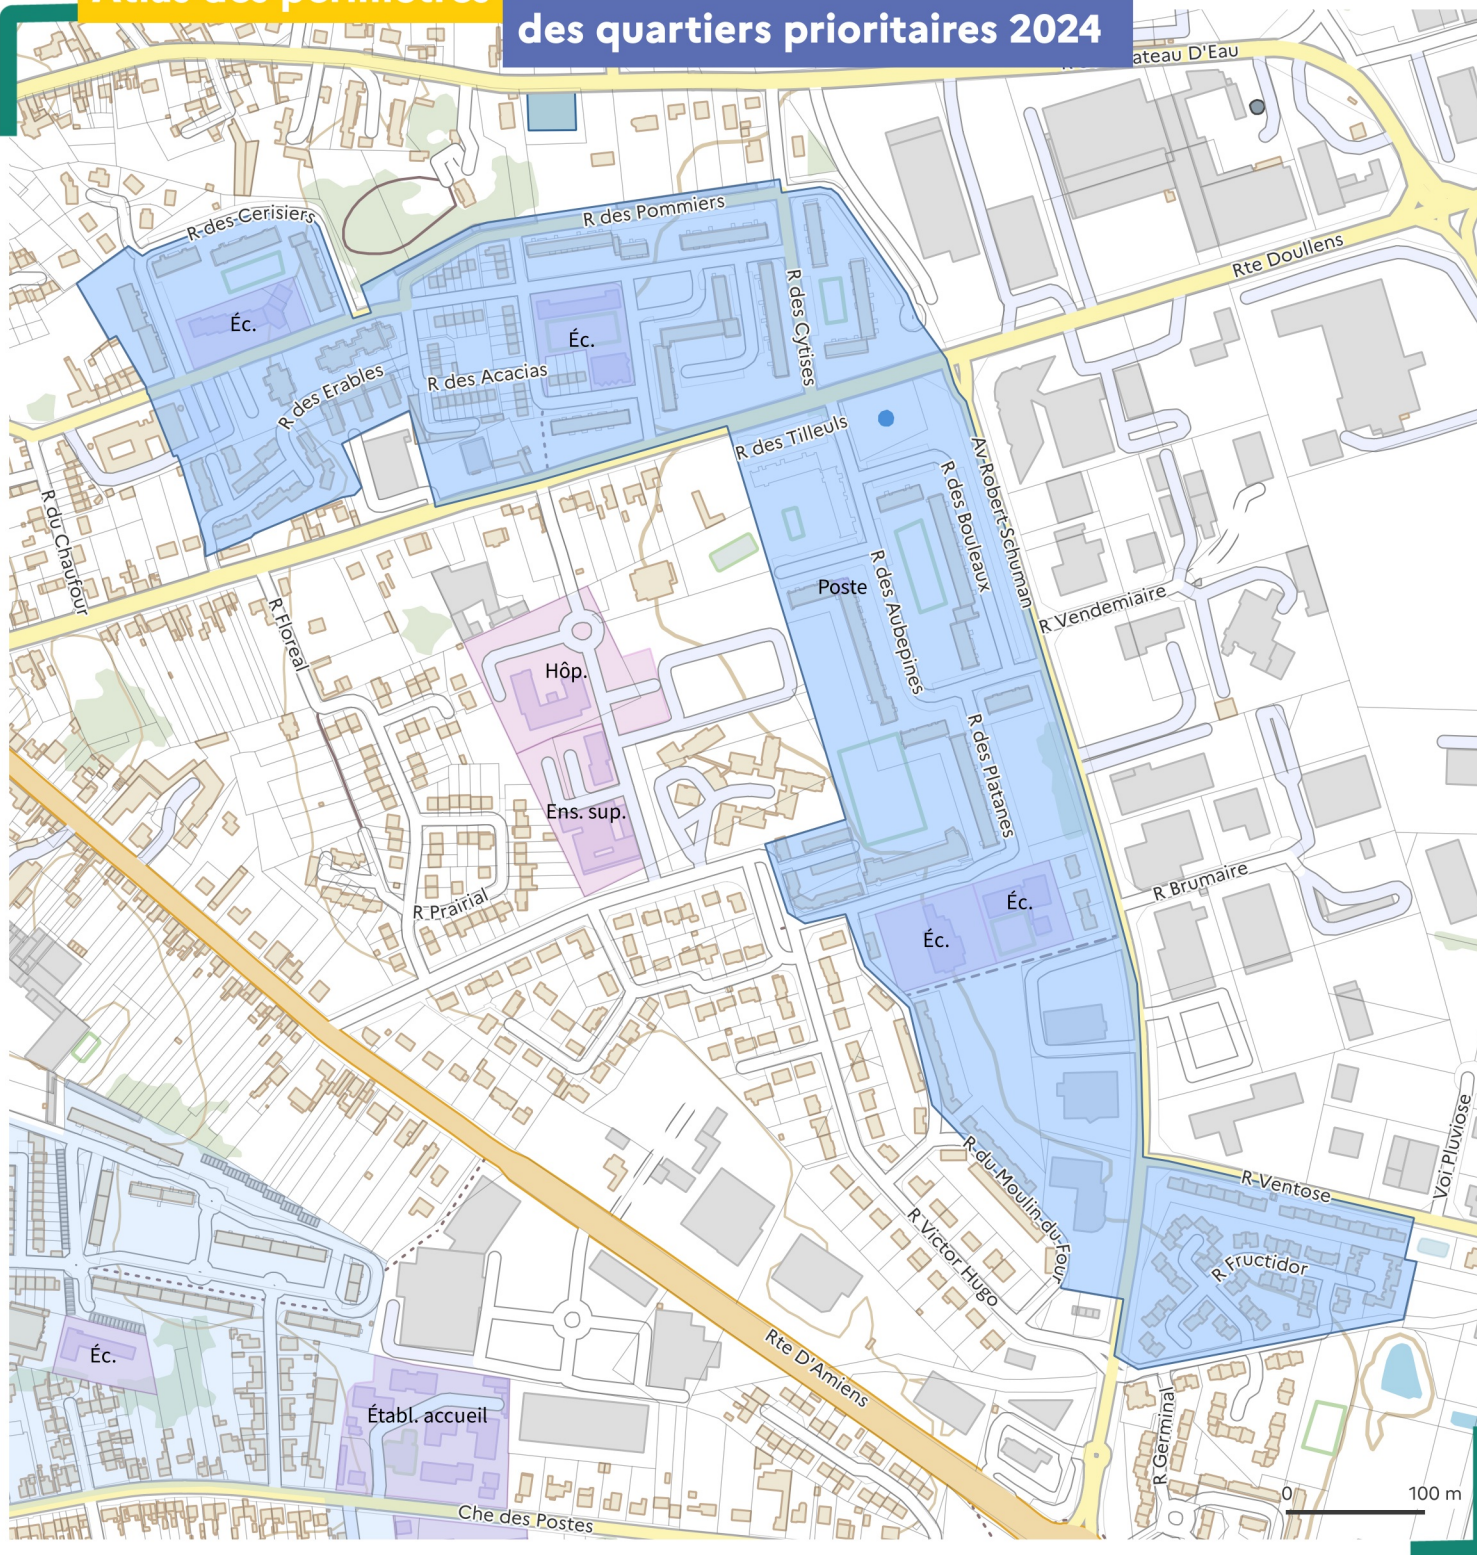 Atlas des périmètres
des quartiers prioritaires 2024
ateau D'Eau
R des Cerisiers
R des Pommiers
Rte Doullens
R des Cytises
Éc.
Éc.
R des Erables
R des Acacias
R des Tilleuls
Av Robert Schuman
R des Bouleaux
R du Chaufour
R des Aubepines
Poste
R Vendemiaire
R Floreal
Hôp.
R des Platanes
Ens. sup.
R Prairial
R Brumaire
Éc.
Éc.
Voi Pluviose
R du Moulin du Four
R Ventose
R Victor Hugo
R Fructidor
Éc.
Rte D'Amiens
Établ. accueil
R Germinal
Che des Postes
0 100 m